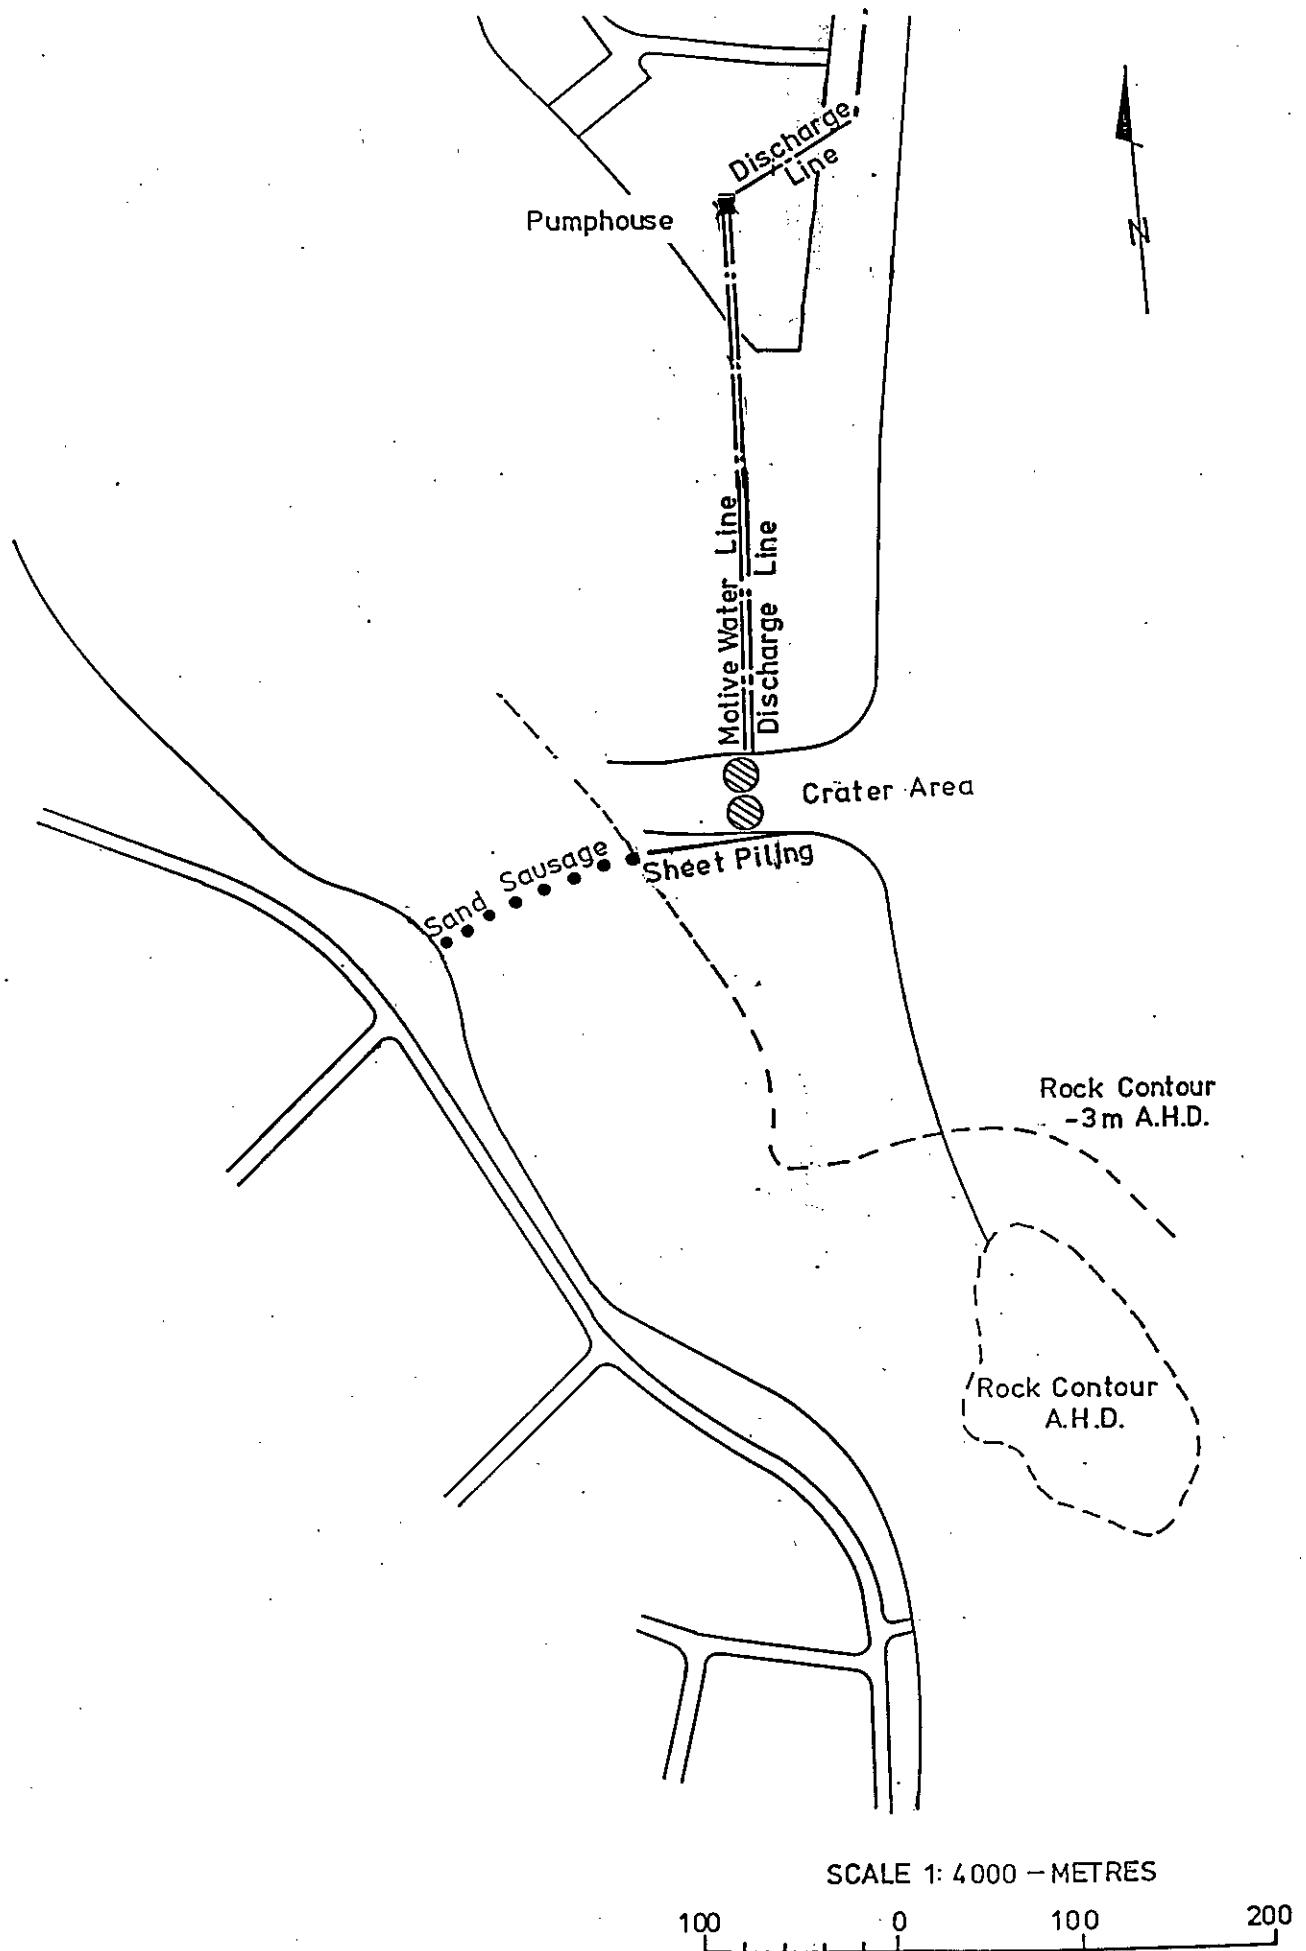 Discharge
Line
Pumphouse
N
Motive Water Line
Discharge Line
Crater Area
Sand Sausage
Sheet Piling
Rock Contour
-3m A.H.D.
Rock Contour
A.H.D.
SCALE 1: 4000 - METRES
100 0 100 200